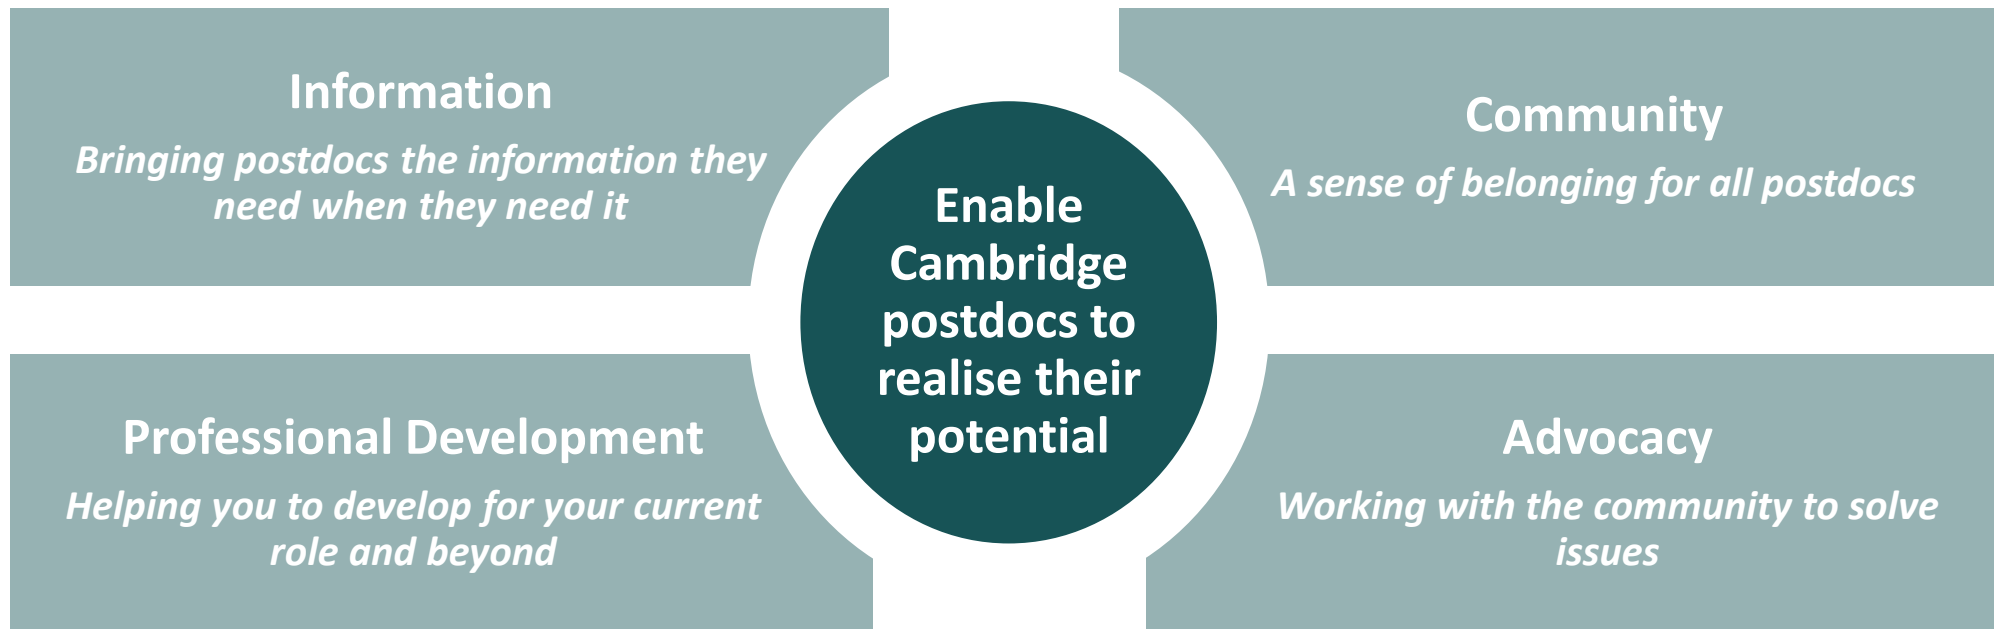 Information
Bringing postdocs the information they
need when they need it
Community
A sense of belonging for all postdocs
Enable
Cambridge
postdocs to
realise their
potential
Professional Development
Helping you to develop for your current
role and beyond
Advocacy
Working with the community to solve
issues